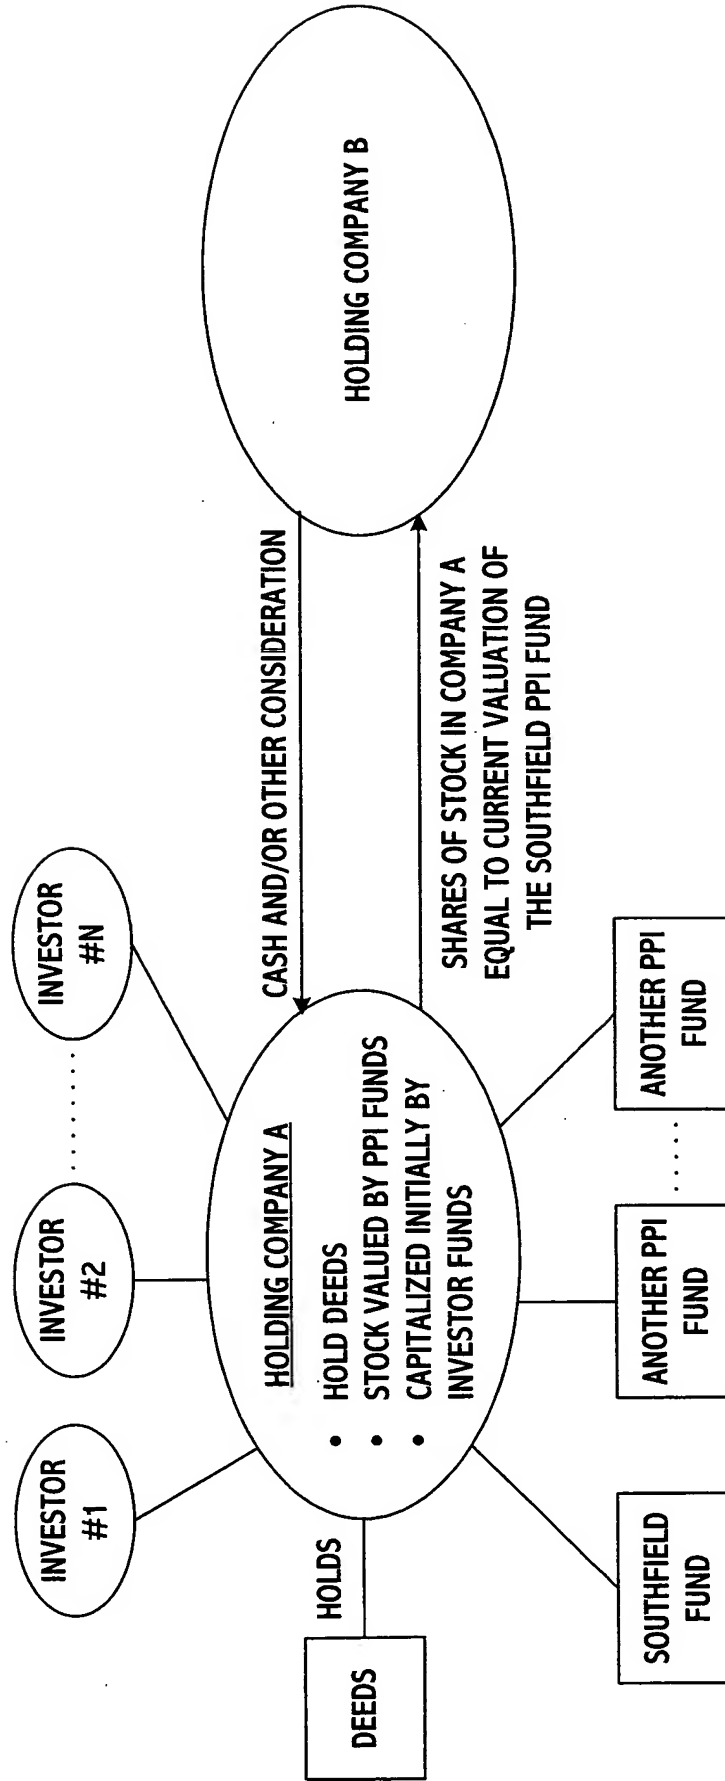 INVESTOR
#1
INVESTOR
#2
. . . . . . . .
INVESTOR
#N
DEEDS
HOLDS
HOLDING COMPANY A
• HOLD DEEDS
• STOCK VALUED BY PPI FUNDS
• CAPITALIZED INITIALLY BY
INVESTOR FUNDS
CASH AND/OR OTHER CONSIDERATION
SHARES OF STOCK IN COMPANY A
EQUAL TO CURRENT VALUATION OF
THE SOUTHFIELD PPI FUND
HOLDING COMPANY B
SOUTHFIELD
FUND
ANOTHER PPI
FUND
. . . . .
ANOTHER PPI
FUND